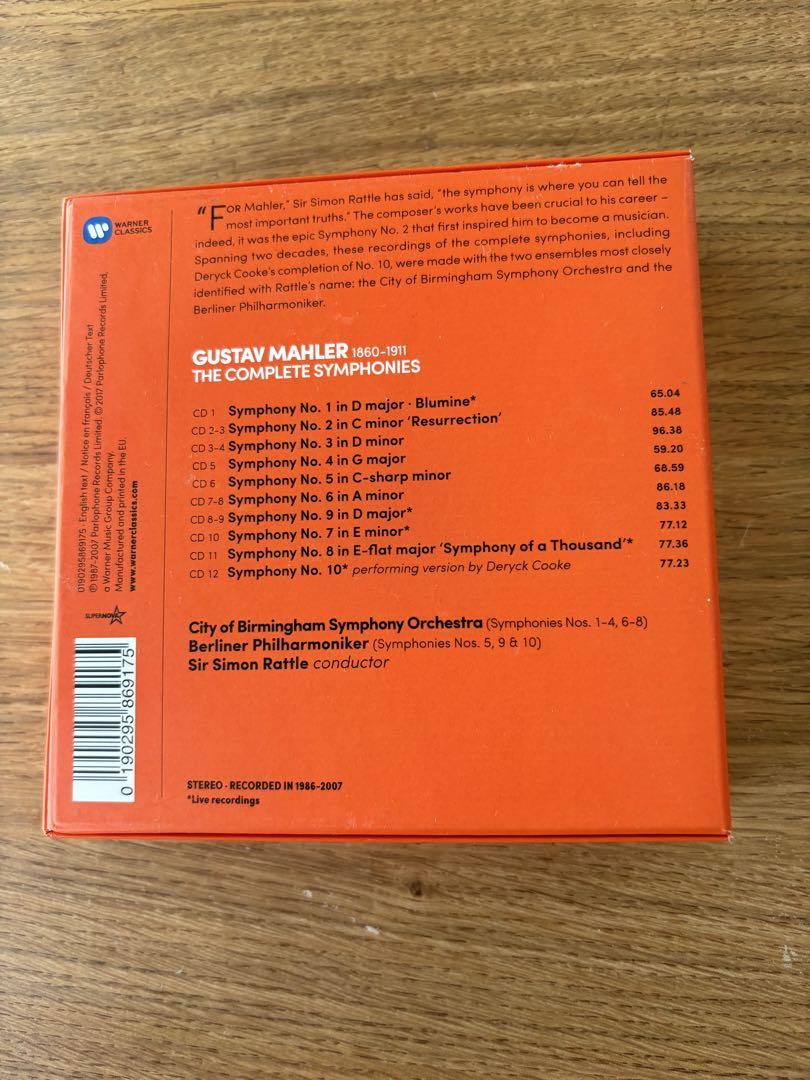 WARNER
CLASSICS
"FOR Mahler," Sir Simon Rattle has said, "the symphony is where you can tell the
most important truths." The composer's works have been crucial to his career –
indeed, it was the epic Symphony No. 2 that first inspired him to become a musician.
Spanning two decades, these recordings of the complete symphonies, including
Deryck Cooke's completion of No. 10, were made with the two ensembles most closely
identified with Rattle's name: the City of Birmingham Symphony Orchestra and the
Berliner Philharmoniker.
GUSTAV MAHLER 1860–1911
THE COMPLETE SYMPHONIES
CD 1 Symphony No. 1 in D major · Blumine* 65.04
CD 2–3 Symphony No. 2 in C minor 'Resurrection' 85.48
CD 3–4 Symphony No. 3 in D minor 96.38
CD 5 Symphony No. 4 in G major 59.20
CD 6 Symphony No. 5 in C-sharp minor 68.59
CD 7–8 Symphony No. 6 in A minor 86.18
CD 8–9 Symphony No. 9 in D major* 83.33
CD 10 Symphony No. 7 in E minor* 77.12
CD 11 Symphony No. 8 in E-flat major 'Symphony of a Thousand'* 77.36
CD 12 Symphony No. 10* performing version by Deryck Cooke 77.23
City of Birmingham Symphony Orchestra (Symphonies Nos. 1–4, 6–8)
Berliner Philharmoniker (Symphonies Nos. 5, 9 & 10)
Sir Simon Rattle conductor
STEREO · RECORDED IN 1986–2007
*Live recordings
0190295869175 · English text / Notice en français / Deutscher Text
℗ 1987–2007 Parlophone Records Limited. © 2017 Parlophone Records Limited,
a Warner Music Group Company.
Manufactured and printed in the EU.
www.warnerclassics.com
SUPERNOVA
0 190295 869175